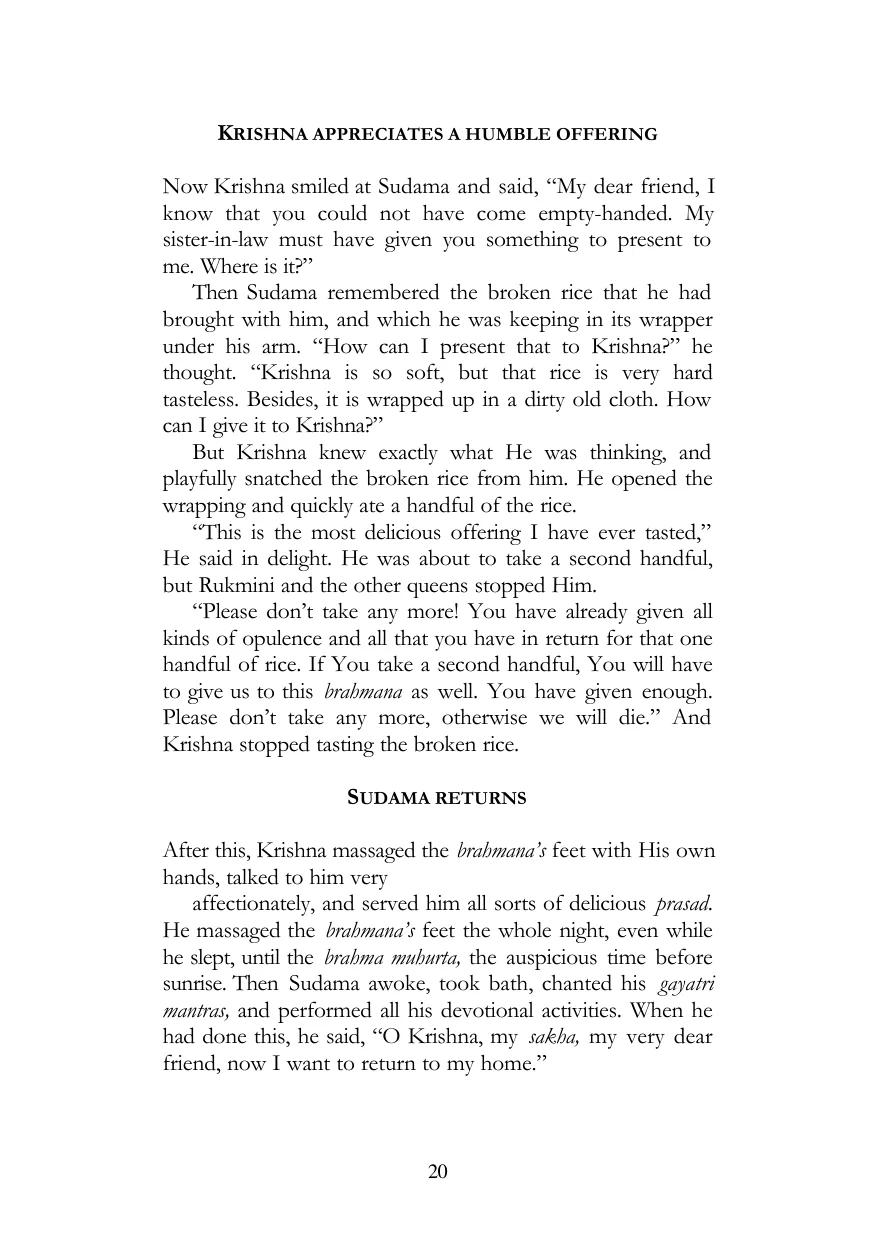 KRISHNA APPRECIATES A HUMBLE OFFERING
Now Krishna smiled at Sudama and said, “My dear friend, I
know that you could not have come empty-handed. My
sister-in-law must have given you something to present to
me. Where is it?”
Then Sudama remembered the broken rice that he had
brought with him, and which he was keeping in its wrapper
under his arm. “How can I present that to Krishna?” he
thought. “Krishna is so soft, but that rice is very hard
tasteless. Besides, it is wrapped up in a dirty old cloth. How
can I give it to Krishna?”
But Krishna knew exactly what He was thinking, and
playfully snatched the broken rice from him. He opened the
wrapping and quickly ate a handful of the rice.
“This is the most delicious offering I have ever tasted,”
He said in delight. He was about to take a second handful,
but Rukmini and the other queens stopped Him.
“Please don’t take any more! You have already given all
kinds of opulence and all that you have in return for that one
handful of rice. If You take a second handful, You will have
to give us to this brahmana as well. You have given enough.
Please don’t take any more, otherwise we will die.” And
Krishna stopped tasting the broken rice.
SUDAMA RETURNS
After this, Krishna massaged the brahmana’s feet with His own
hands, talked to him very
affectionately, and served him all sorts of delicious prasad.
He massaged the brahmana’s feet the whole night, even while
he slept, until the brahma muhurta, the auspicious time before
sunrise. Then Sudama awoke, took bath, chanted his gayatri
mantras, and performed all his devotional activities. When he
had done this, he said, “O Krishna, my sakha, my very dear
friend, now I want to return to my home.”
20